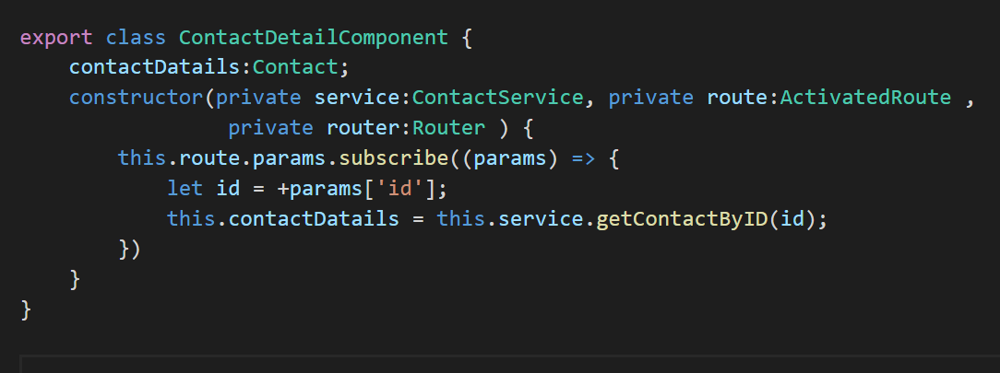 export class ContactDetailComponent {
    contactDatails:Contact;
    constructor(private service:ContactService, private route:ActivatedRoute ,
                 private router:Router ) {
        this.route.params.subscribe((params) => {
            let id = +params['id'];
            this.contactDatails = this.service.getContactByID(id);
        })
    }
}